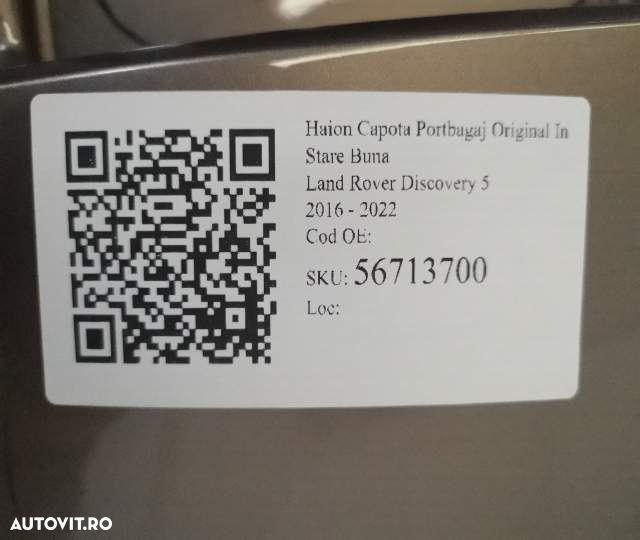 Haion Capota Portbagaj Original In
Stare Buna
Land Rover Discovery 5
2016 - 2022
Cod OE:
SKU: 56713700
Loc:
AUTOVIT.RO